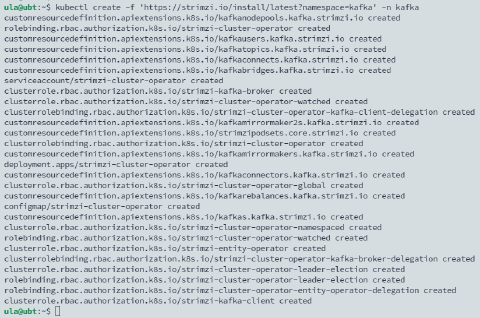 ula@ubt:~$ kubectl create -f 'https://strimzi.io/install/latest?namespace=kafka' -n kafka
customresourcedefinition.apiextensions.k8s.io/kafkanodepools.kafka.strimzi.io created
rolebinding.rbac.authorization.k8s.io/strimzi-cluster-operator created
customresourcedefinition.apiextensions.k8s.io/kafkausers.kafka.strimzi.io created
customresourcedefinition.apiextensions.k8s.io/kafkatopics.kafka.strimzi.io created
customresourcedefinition.apiextensions.k8s.io/kafkaconnects.kafka.strimzi.io created
customresourcedefinition.apiextensions.k8s.io/kafkabridges.kafka.strimzi.io created
serviceaccount/strimzi-cluster-operator created
clusterrole.rbac.authorization.k8s.io/strimzi-kafka-broker created
clusterrole.rbac.authorization.k8s.io/strimzi-cluster-operator-watched created
clusterrolebinding.rbac.authorization.k8s.io/strimzi-cluster-operator-kafka-client-delegation created
customresourcedefinition.apiextensions.k8s.io/kafkamirrormaker2s.kafka.strimzi.io created
customresourcedefinition.apiextensions.k8s.io/strimzipodsets.core.strimzi.io created
clusterrolebinding.rbac.authorization.k8s.io/strimzi-cluster-operator created
customresourcedefinition.apiextensions.k8s.io/kafkamirrormakers.kafka.strimzi.io created
deployment.apps/strimzi-cluster-operator created
customresourcedefinition.apiextensions.k8s.io/kafkaconnectors.kafka.strimzi.io created
clusterrole.rbac.authorization.k8s.io/strimzi-cluster-operator-global created
customresourcedefinition.apiextensions.k8s.io/kafkarebalances.kafka.strimzi.io created
configmap/strimzi-cluster-operator created
customresourcedefinition.apiextensions.k8s.io/kafkas.kafka.strimzi.io created
clusterrole.rbac.authorization.k8s.io/strimzi-cluster-operator-namespaced created
rolebinding.rbac.authorization.k8s.io/strimzi-cluster-operator-watched created
clusterrole.rbac.authorization.k8s.io/strimzi-entity-operator created
clusterrolebinding.rbac.authorization.k8s.io/strimzi-cluster-operator-kafka-broker-delegation created
clusterrole.rbac.authorization.k8s.io/strimzi-cluster-operator-leader-election created
rolebinding.rbac.authorization.k8s.io/strimzi-cluster-operator-leader-election created
rolebinding.rbac.authorization.k8s.io/strimzi-cluster-operator-entity-operator-delegation created
clusterrole.rbac.authorization.k8s.io/strimzi-kafka-client created
ula@ubt:~$